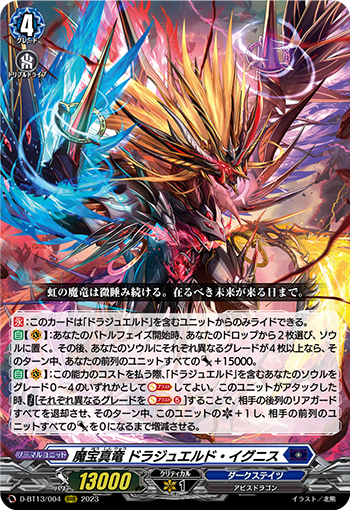 4
グレード
トリプルドライブ
虹の魔竜は微睡み続ける。在るべき未来が来る日まで。
永:このカードは「ドラジュエルド」を含むユニットからのみライドできる。
自【V】:あなたのバトルフェイズ開始時、あなたのドロップから2枚選び、ソウ
ルに置く。その後、あなたのソウルにそれぞれ異なるグレードが4枚以上なら、そ
のターン中、あなたの前列のユニットすべての+15000。
自【V】:この能力のコストを払う際、「ドラジュエルド」を含むあなたのソウルを
グレード0~4のいずれかとして してよい。このユニットがアタックした
時、【それぞれ異なるグレードを 5】することで、相手の後列のリアガード
すべてを退却させ、そのターン中、このユニットの+1し、相手の前列のユ
ニットすべての を0になるまで増減させる。
ノーマルユニット
魔宝真竜 ドラジュエルド・イグニス
パワー 13000
クリティカル 1
ダークステイツ
アビスドラゴン
D-BT13/004 RRR 2023
イラスト/北熊